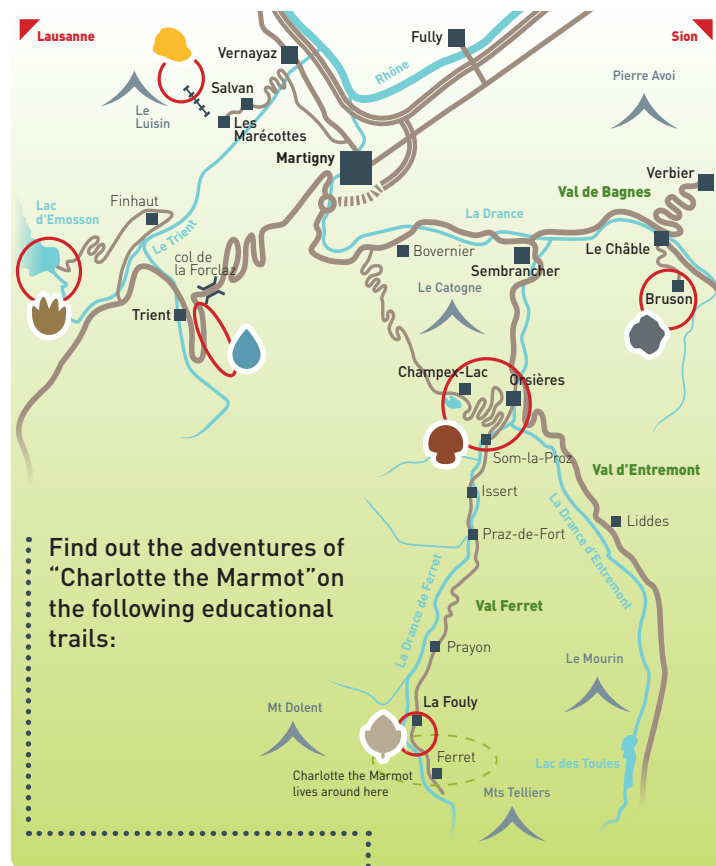 Lausanne
Sion
Fully
Vernayaz
Rhône
Pierre Avoi
Salvan
Le
Luisin
Les
Marécottes
Martigny
Verbier
Val de Bagnes
Finhaut
Lac
d’Emosson
La Drance
Le Trient
Le Châble
Bovernier
col de
la Forclaz
Sembrancher
Le Catogne
Bruson
Trient
Champex-Lac
Orsières
Som-la-Proz
Val d’Entremont
Issert
La Drance d’Entremont
Liddes
Praz-de-Fort
Find out the adventures of
“Charlotte the Marmot”on
the following educational
trails:
La Drance de Ferret
Val Ferret
Prayon
Le Mourin
La Fouly
Mt Dolent
Ferret
Lac des Toules
Charlotte the Marmot
lives around here
Mts Telliers